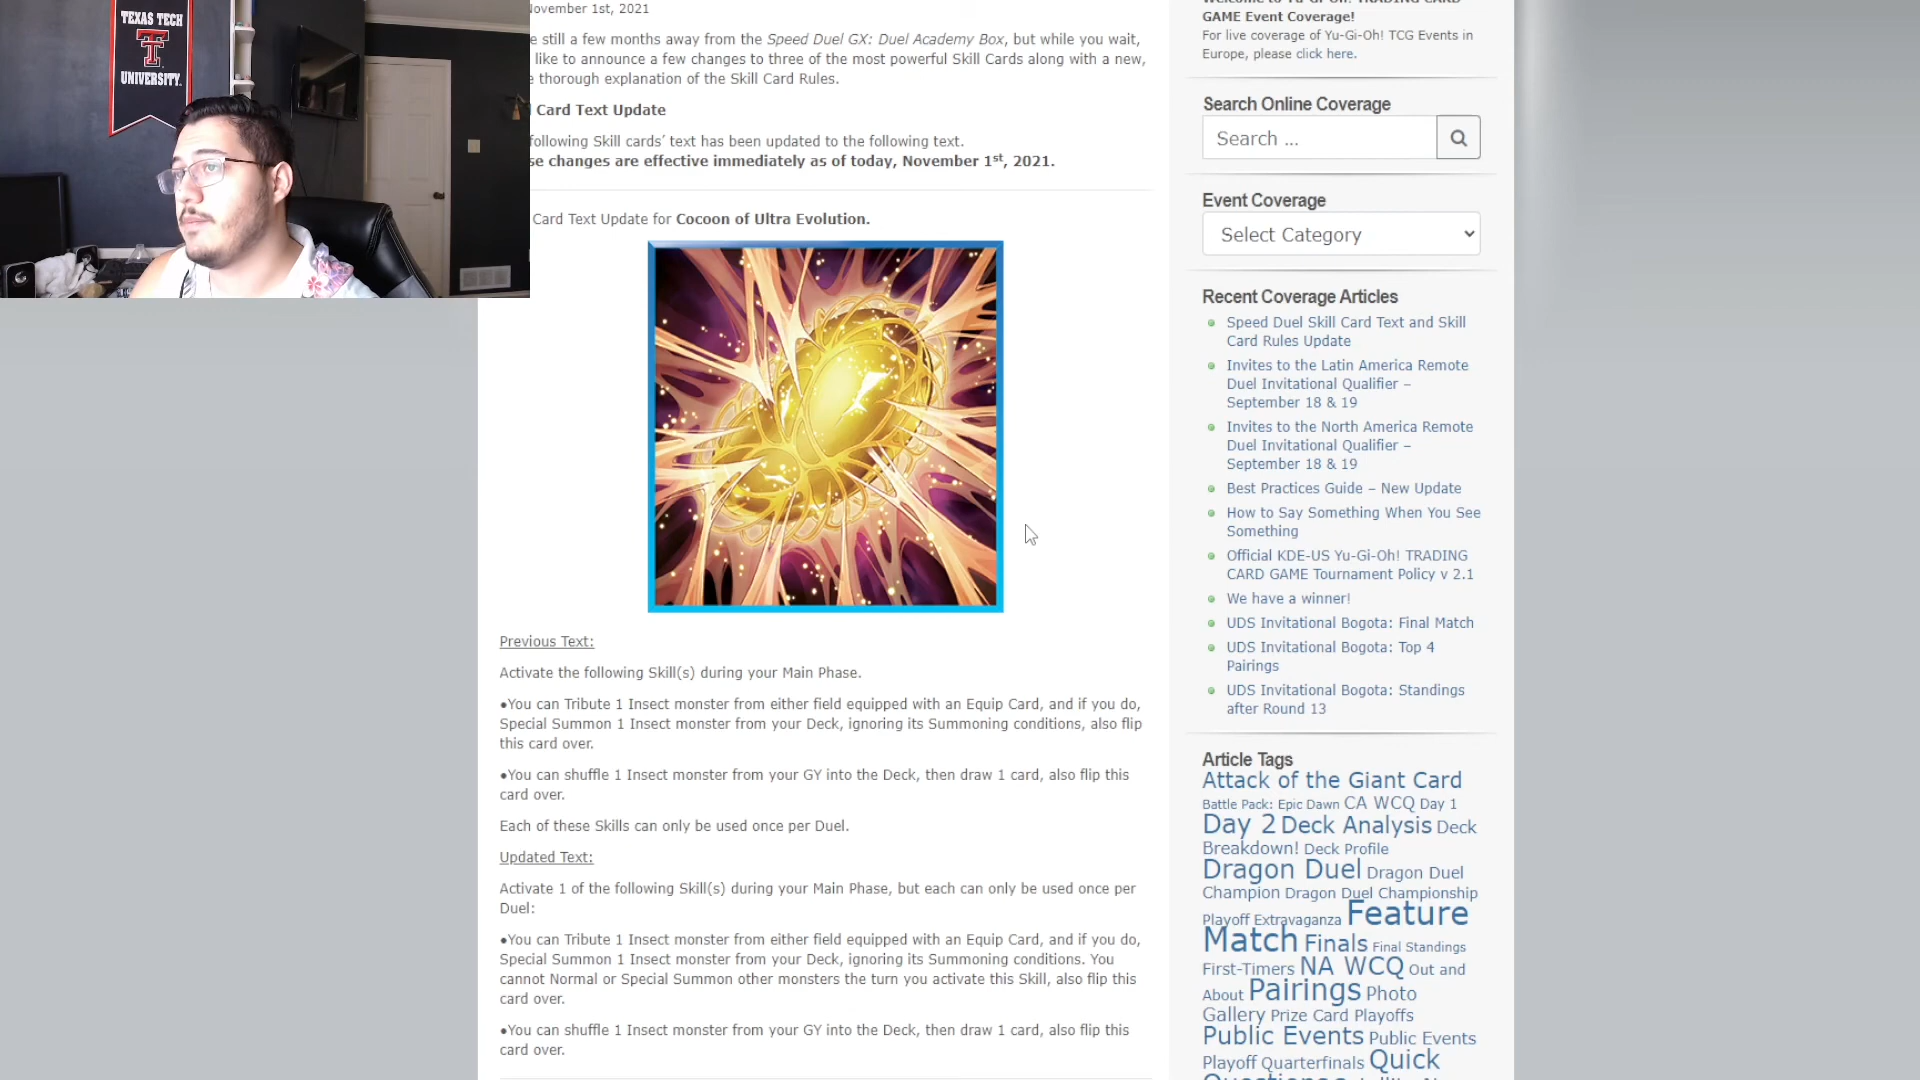 TEXAS TECH
T
UNIVERSITY.
November 1st, 2021
e still a few months away from the Speed Duel GX: Duel Academy Box, but while you wait,
like to announce a few changes to three of the most powerful Skill Cards along with a new,
e thorough explanation of the Skill Card Rules.
Card Text Update
following Skill cards´ text has been updated to the following text.
se changes are effective immediately as of today, November 1st, 2021.
Card Text Update for Cocoon of Ultra Evolution.
Previous Text:
Activate the following Skill(s) during your Main Phase.
●You can Tribute 1 Insect monster from either field equipped with an Equip Card, and if you do,
Special Summon 1 Insect monster from your Deck, ignoring its Summoning conditions, also flip
this card over.
●You can shuffle 1 Insect monster from your GY into the Deck, then draw 1 card, also flip this
card over.
Each of these Skills can only be used once per Duel.
Updated Text:
Activate 1 of the following Skill(s) during your Main Phase, but each can only be used once per
Duel:
●You can Tribute 1 Insect monster from either field equipped with an Equip Card, and if you do,
Special Summon 1 Insect monster from your Deck, ignoring its Summoning conditions. You
cannot Normal or Special Summon other monsters the turn you activate this Skill, also flip this
card over.
●You can shuffle 1 Insect monster from your GY into the Deck, then draw 1 card, also flip this
card over.
Welcome to Yu-Gi-Oh! TRADING CARD
GAME Event Coverage!
For live coverage of Yu-Gi-Oh! TCG Events in
Europe, please click here.
Search Online Coverage
Search ...
Event Coverage
Select Category
Recent Coverage Articles
Speed Duel Skill Card Text and Skill
Card Rules Update
Invites to the Latin America Remote
Duel Invitational Qualifier –
September 18 & 19
Invites to the North America Remote
Duel Invitational Qualifier –
September 18 & 19
Best Practices Guide – New Update
How to Say Something When You See
Something
Official KDE-US Yu-Gi-Oh! TRADING
CARD GAME Tournament Policy v 2.1
We have a winner!
UDS Invitational Bogota: Final Match
UDS Invitational Bogota: Top 4
Pairings
UDS Invitational Bogota: Standings
after Round 13
Article Tags
Attack of the Giant Card
Battle Pack: Epic Dawn CA WCQ Day 1
Day 2 Deck Analysis Deck
Breakdown! Deck Profile
Dragon Duel Dragon Duel
Champion Dragon Duel Championship
Playoff Extravaganza Feature
Match Finals Final Standings
First-Timers NA WCQ Out and
About Pairings Photo
Gallery Prize Card Playoffs
Public Events Public Events
Playoff Quarterfinals Quick